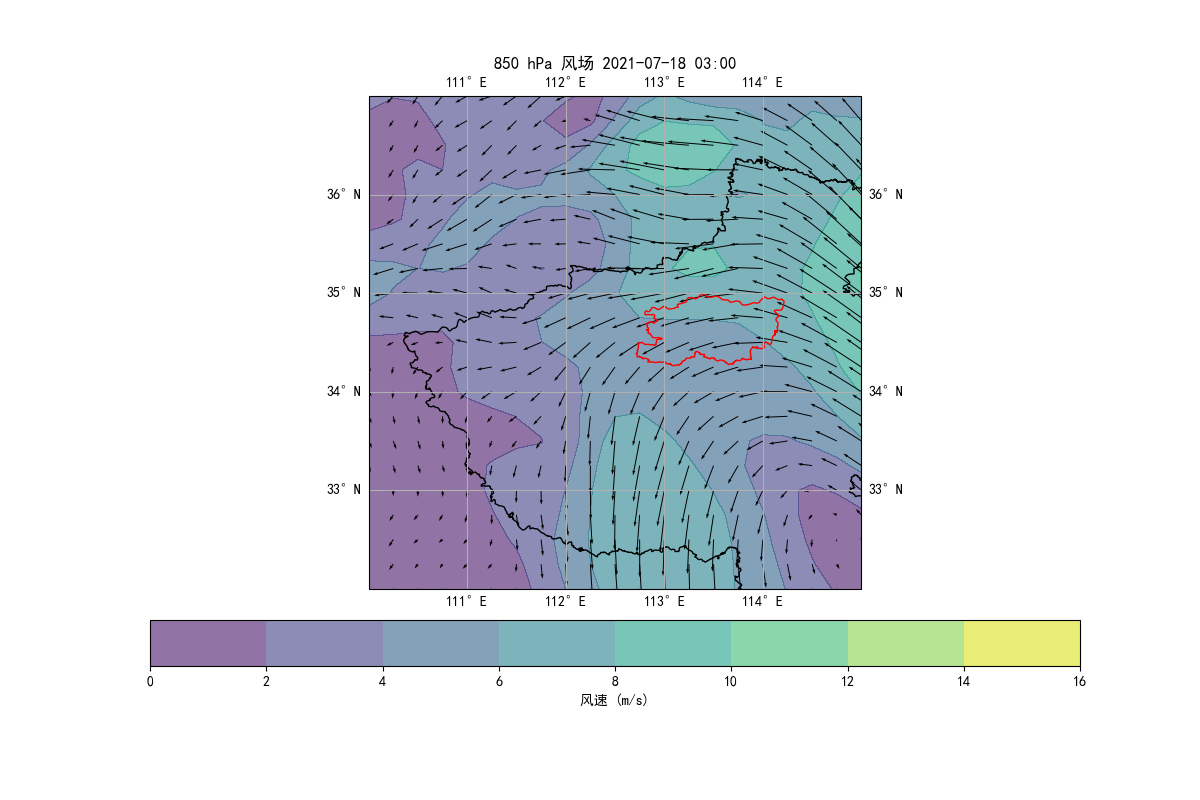 850 hPa 风场 2021-07-18 03:00
111° E 112° E 113° E 114° E
36° N 36° N
35° N 35° N
34° N 34° N
33° N 33° N
111° E 112° E 113° E 114° E
0 2 4 6 8 10 12 14 16
风速 (m/s)